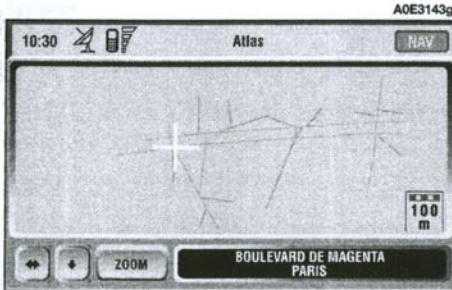 A0E3143g
10:30 Atlas NAV
100
m
ZOOM
BOULEVARD DE MAGENTA
PARIS